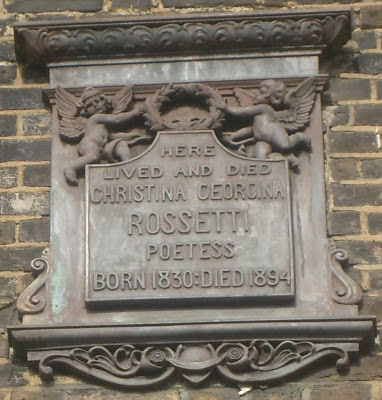 HERE
LIVED AND DIED
CHRISTINA GEORGINA
ROSSETTI
POETESS
BORN 1830: DIED 1894